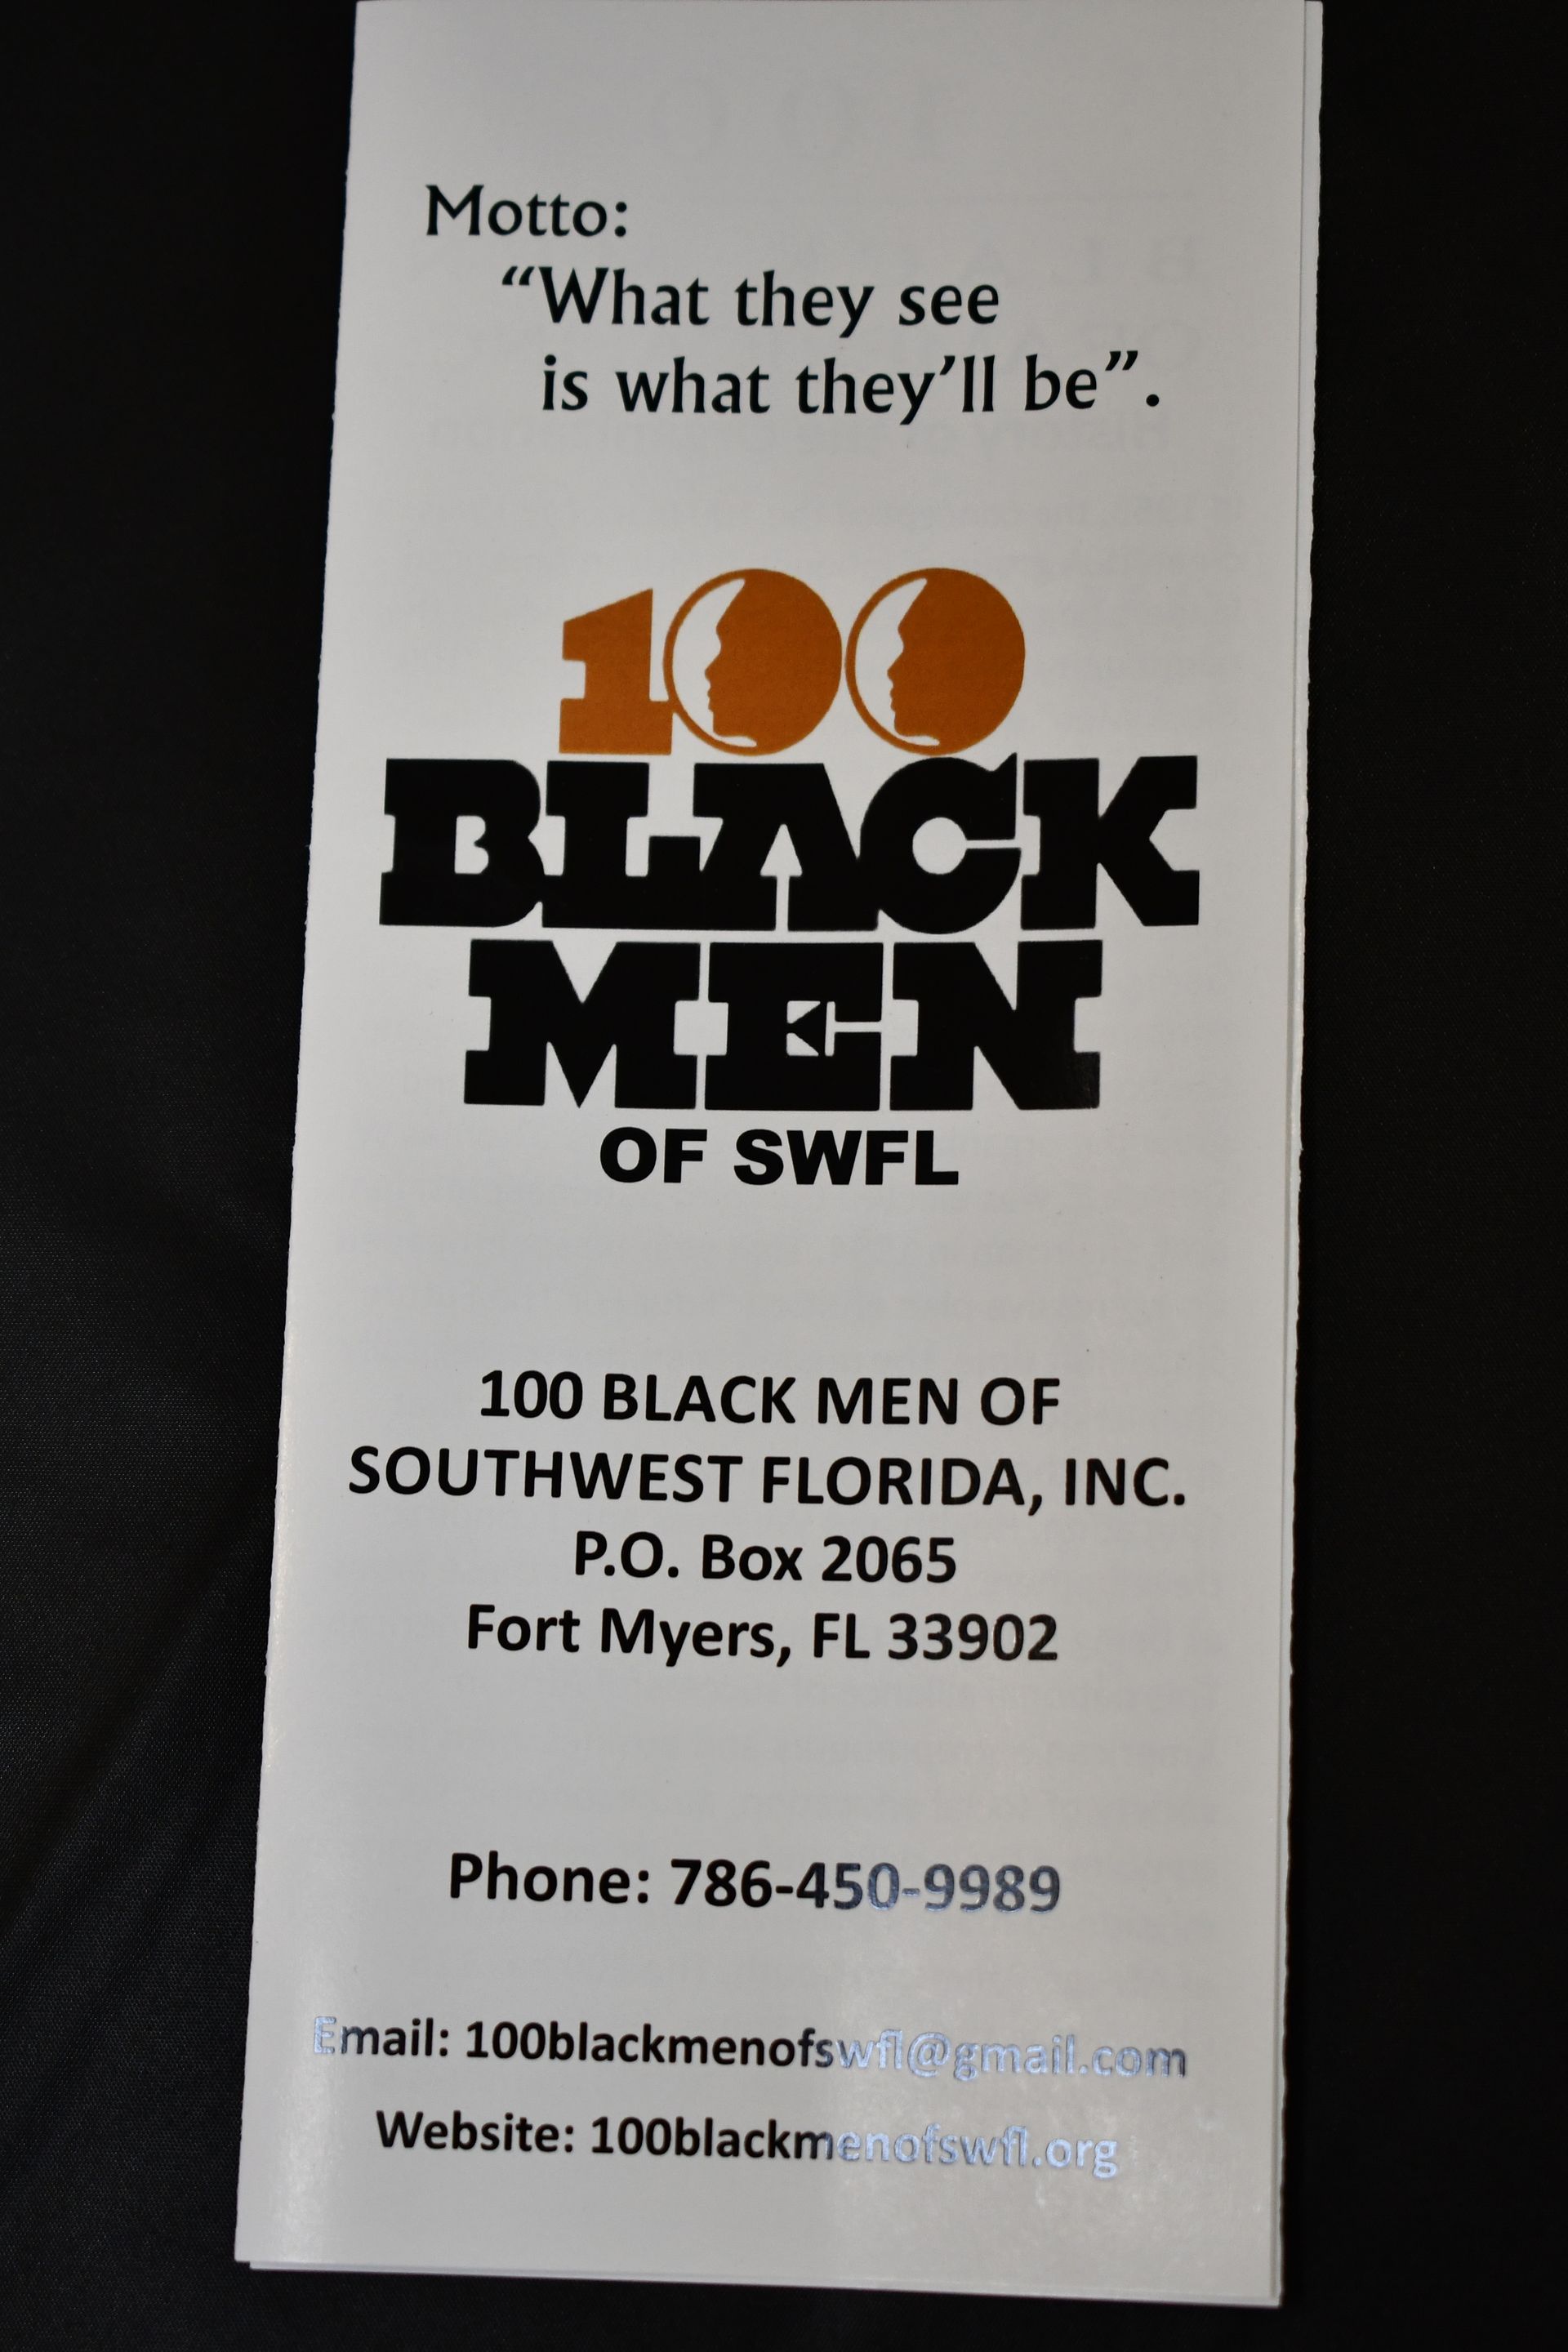 Motto:
“What they see
is what they’ll be”.
100
BLACK
MEN
OF SWFL
100 BLACK MEN OF
SOUTHWEST FLORIDA, INC.
P.O. Box 2065
Fort Myers, FL 33902
Phone: 786-450-9989
Email: 100blackmenofswfl@gmail.com
Website: 100blackmenofswfl.org